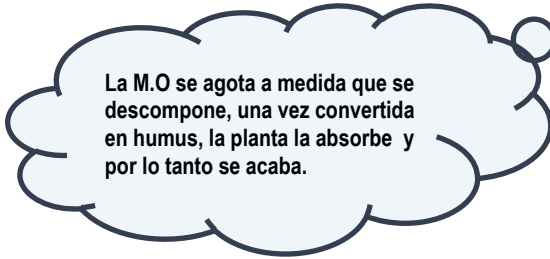 La M.O se agota a medida que se
descompone, una vez convertida
en humus, la planta la absorbe y
por lo tanto se acaba.